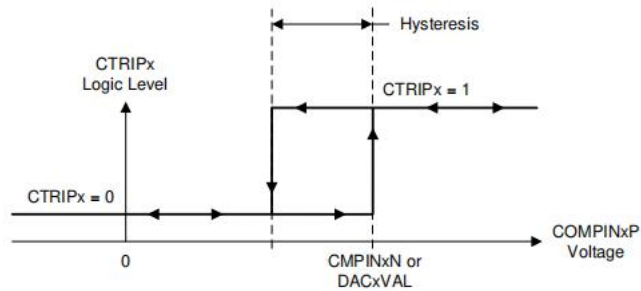 Hysteresis
CTRIPx
Logic Level
CTRIPx = 1
CTRIPx = 0
COMPINxP
Voltage
0
CMPINxN or
DACxVAL